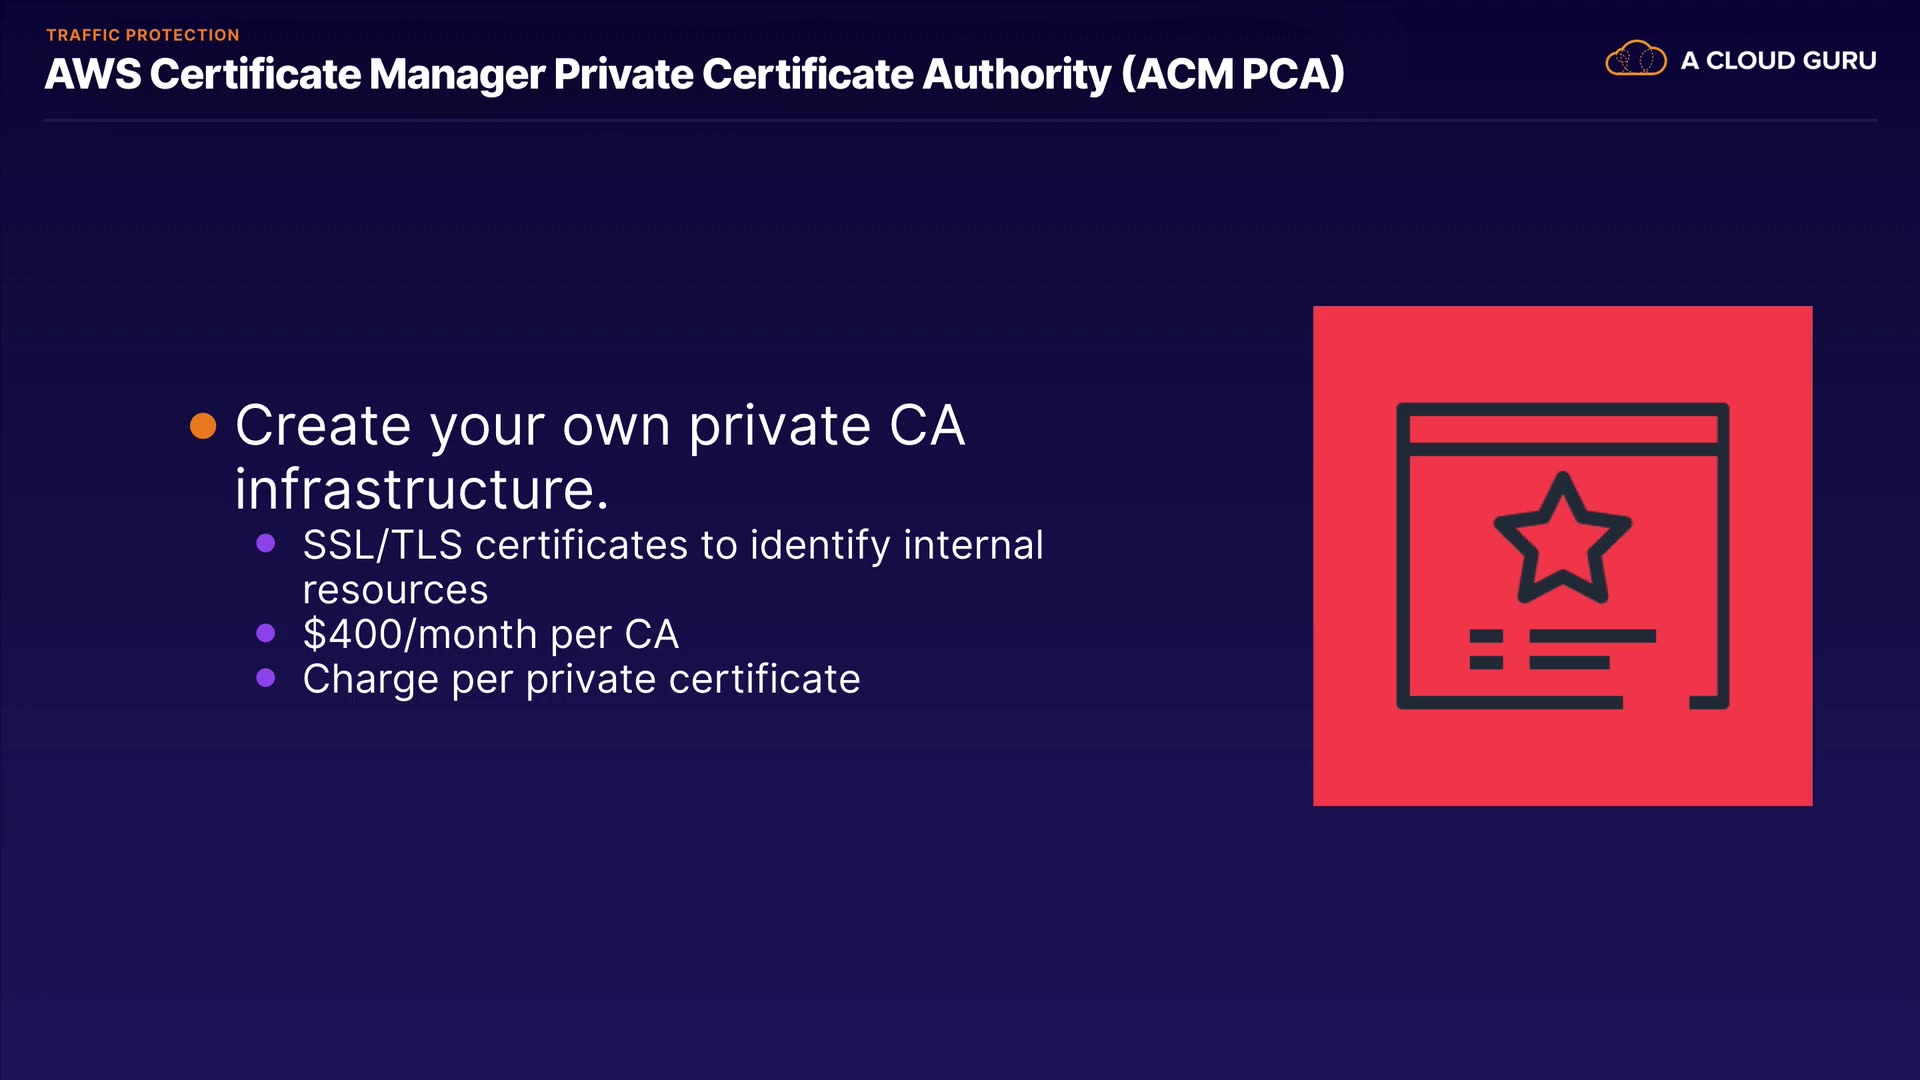 TRAFFIC PROTECTION
AWS Certificate Manager Private Certificate Authority (ACM PCA)
A CLOUD GURU
Create your own private CA
infrastructure.
SSL/TLS certificates to identify internal
resources
$400/month per CA
Charge per private certificate